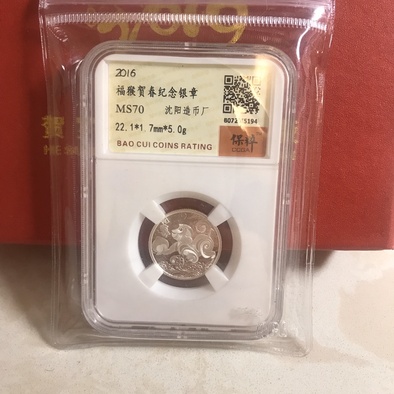 2016
福猴贺春纪念银章
MS70 沈阳造币厂
22.1*1.7mm*5.0g
BAO CUI COINS RATING
保粹
贺